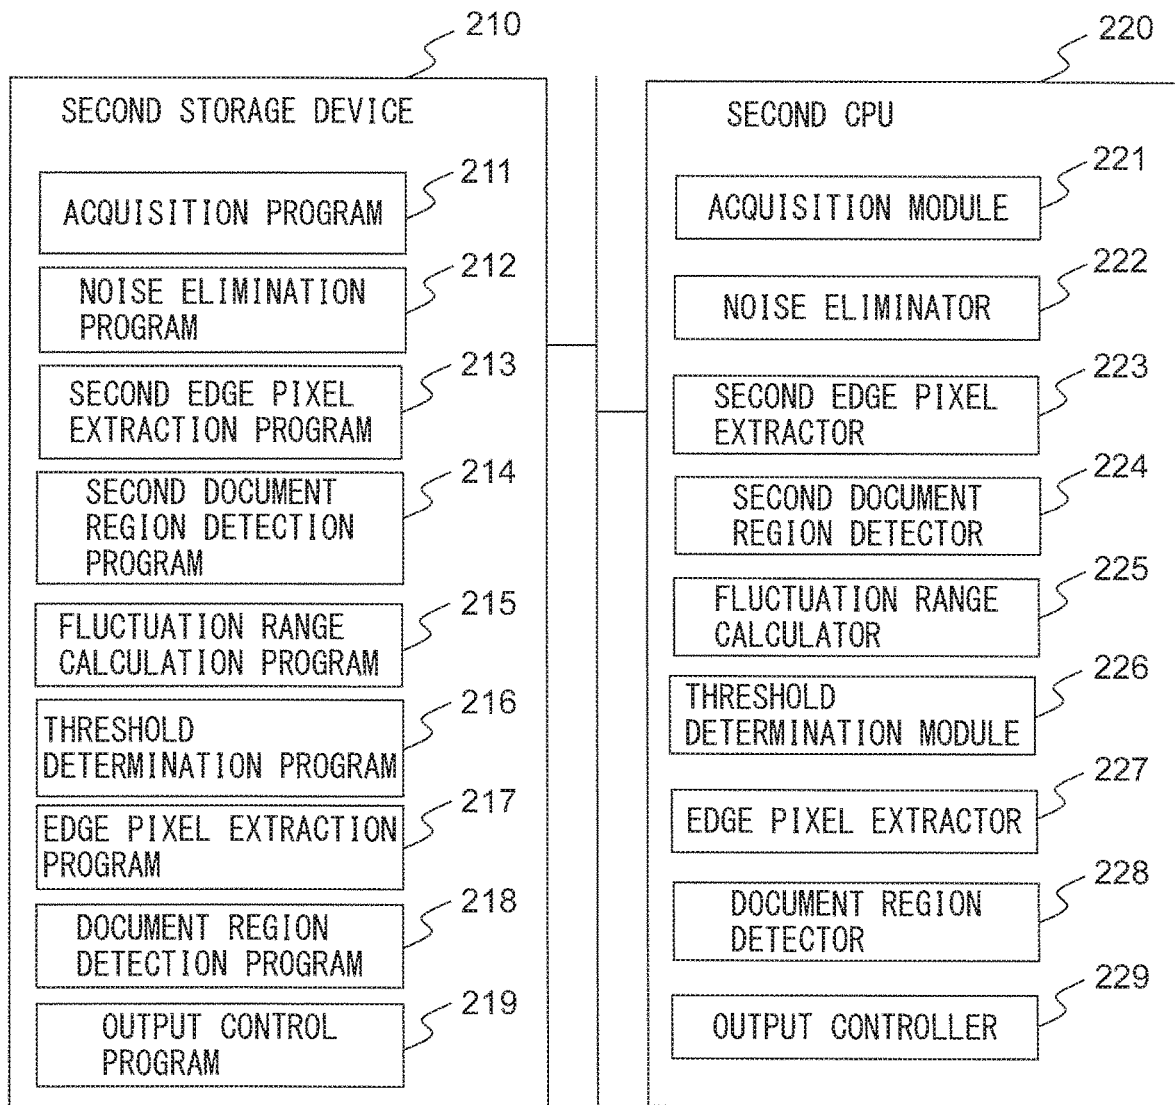 210
SECOND STORAGE DEVICE
211
ACQUISITION PROGRAM
212
NOISE ELIMINATION
PROGRAM
213
SECOND EDGE PIXEL
EXTRACTION PROGRAM
214
SECOND DOCUMENT
REGION DETECTION
PROGRAM
215
FLUCTUATION RANGE
CALCULATION PROGRAM
216
THRESHOLD
DETERMINATION PROGRAM
217
EDGE PIXEL EXTRACTION
PROGRAM
218
DOCUMENT REGION
DETECTION PROGRAM
219
OUTPUT CONTROL
PROGRAM
220
SECOND CPU
221
ACQUISITION MODULE
222
NOISE ELIMINATOR
223
SECOND EDGE PIXEL
EXTRACTOR
224
SECOND DOCUMENT
REGION DETECTOR
225
FLUCTUATION RANGE
CALCULATOR
226
THRESHOLD
DETERMINATION MODULE
227
EDGE PIXEL EXTRACTOR
228
DOCUMENT REGION
DETECTOR
229
OUTPUT CONTROLLER